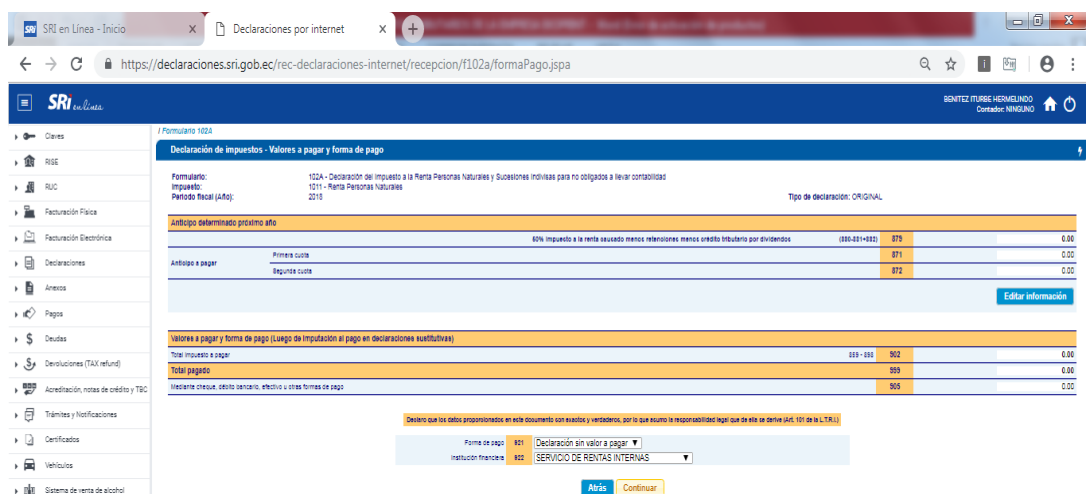 SRI en Línea - Inicio
Declaraciones por internet
https://declaraciones.sri.gob.ec/rec-declaraciones-internet/recepcion/f102a/formaPago.jspa
SRI en línea
BENITEZ ITURBE HERMELINDO
Contador: NINGUNO
Claves
RISE
RUC
Facturación Física
Facturación Electrónica
Declaraciones
Anexos
Pagos
Deudas
Devoluciones (TAX refund)
Acreditación, notas de crédito y TBC
Trámites y Notificaciones
Certificados
Vehículos
Sistema de venta de alcohol
/ Formulario 102A
Declaración de impuestos - Valores a pagar y forma de pago
Formulario: 102A - Declaración del Impuesto a la Renta Personas Naturales y Sucesiones Indivisas para no obligados a llevar contabilidad
Impuesto: 1011 - Renta Personas Naturales
Periodo fiscal (Año): 2018 Tipo de declaración: ORIGINAL
Anticipo determinado próximo año
50% Impuesto a la renta causado menos retenciones menos crédito tributario por dividendos (880-881+882) 879 0.00
Anticipo a pagar
Primera cuota 871 0.00
Segunda cuota 872 0.00
Editar información
Valores a pagar y forma de pago (Luego de imputación al pago en declaraciones sustitutivas)
Total impuesto a pagar 899 - 898 902 0.00
Total pagado 999 0.00
Mediante cheque, débito bancario, efectivo u otras formas de pago 905 0.00
Declaro que los datos proporcionados en este documento son exactos y verdaderos, por lo que asumo la responsabilidad legal que de ella se derive (Art. 101 de la L.T.R.I.)
Forma de pago 921 Declaración sin valor a pagar
Institución financiera 922 SERVICIO DE RENTAS INTERNAS
Atrás Continuar